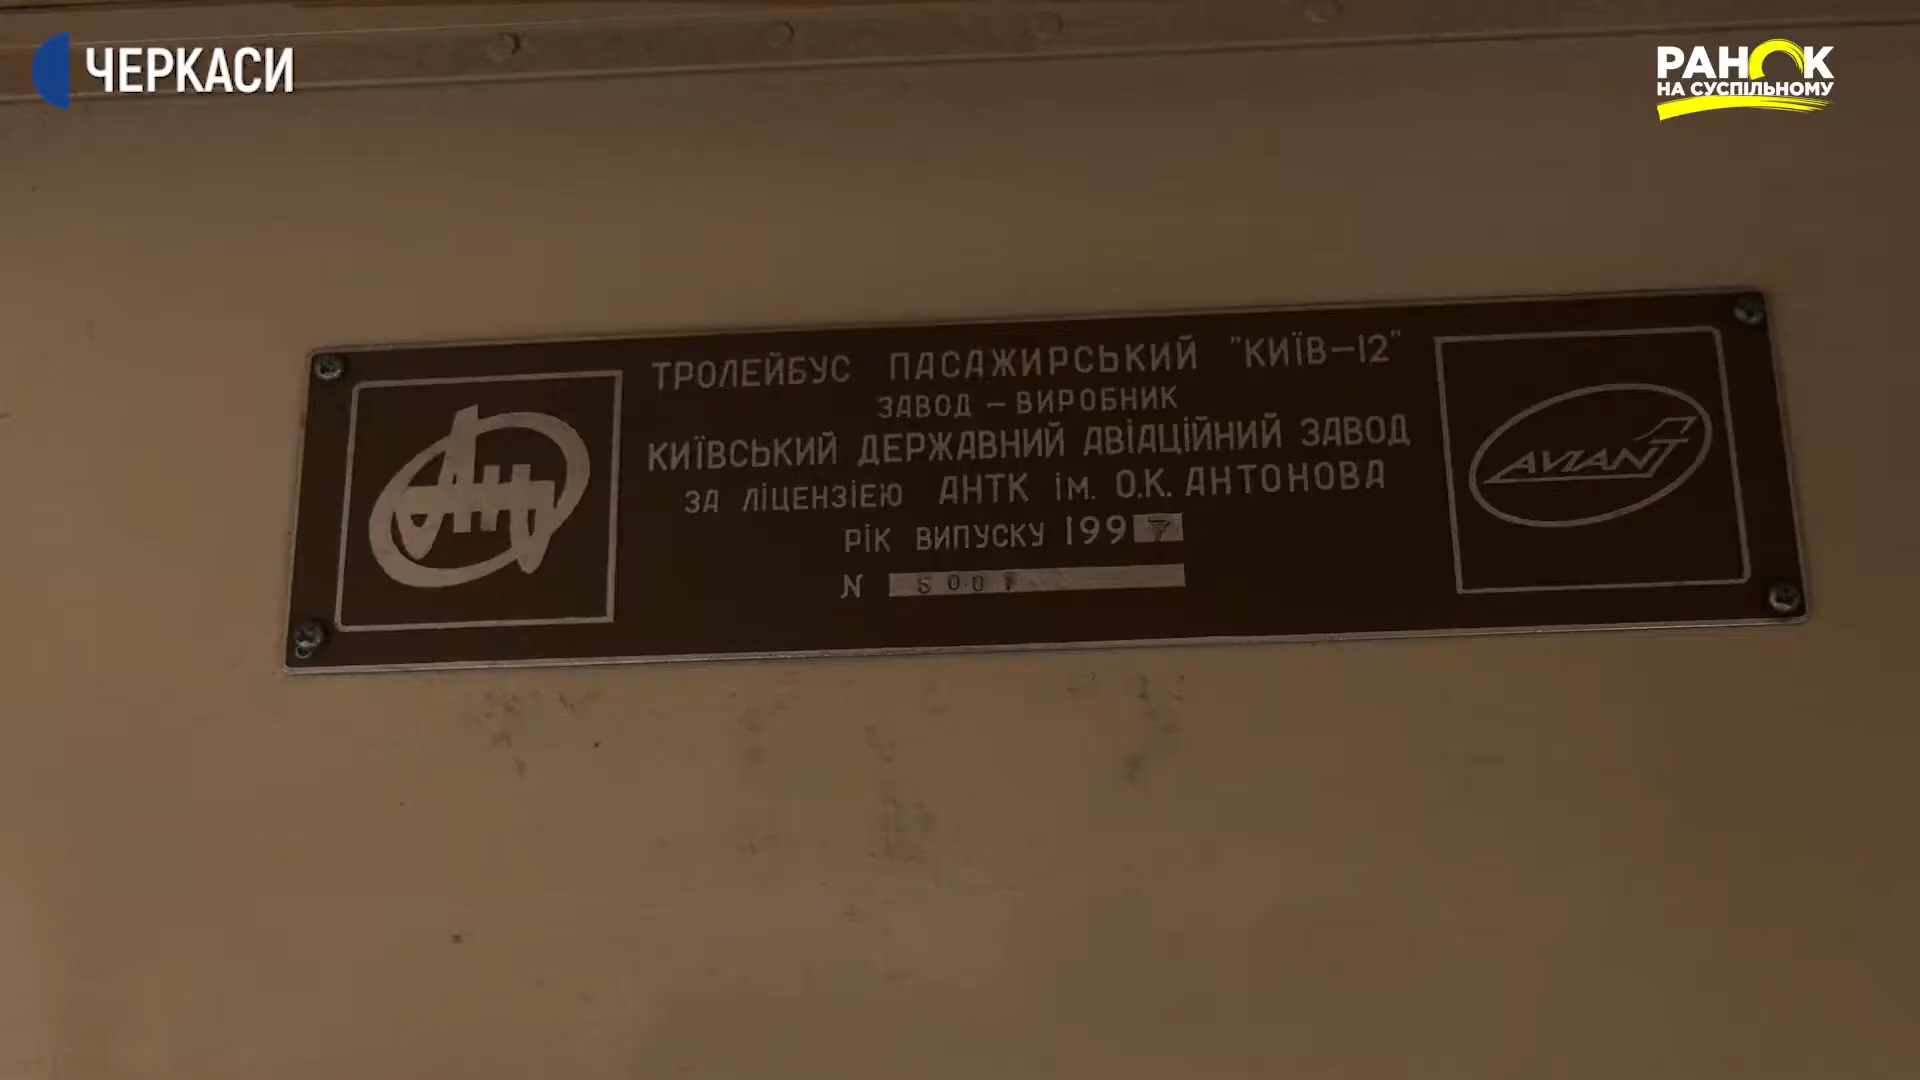 ЧЕРКАСИ
РАНОК
НА СУСПІЛЬНОМУ
ТРОЛЕЙБУС ПАСАЖИРСЬКИЙ "КИЇВ-12"
ЗАВОД - ВИРОБНИК
КИЇВСЬКИЙ ДЕРЖАВНИЙ АВІАЦІЙНИЙ ЗАВОД
ЗА ЛІЦЕНЗІЕЮ АНТК ІМ. О.К. АНТОНОВА
РІК ВИПУСКУ 1997
N
AVIANT